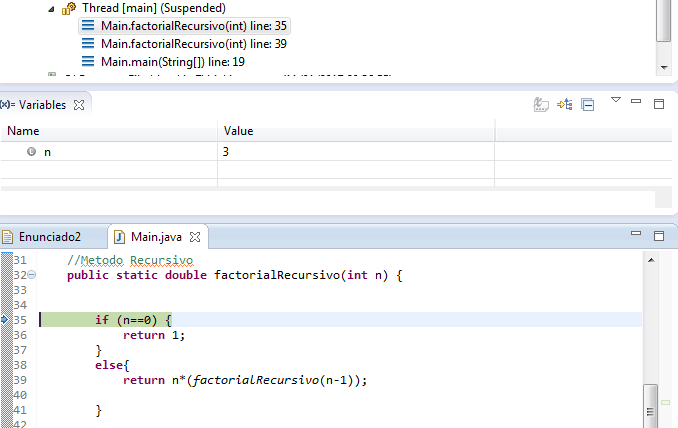 Thread [main] (Suspended)
Main.factorialRecursivo(int) line: 35
Main.factorialRecursivo(int) line: 39
Main.main(String[]) line: 19
(x)= Variables
Name Value
n 3
Enunciado2 Main.java
31 //Metodo Recursivo
32 public static double factorialRecursivo(int n) {
33
34
35 if (n==0) {
36 return 1;
37 }
38 else{
39 return n*(factorialRecursivo(n-1));
40
41 }
42